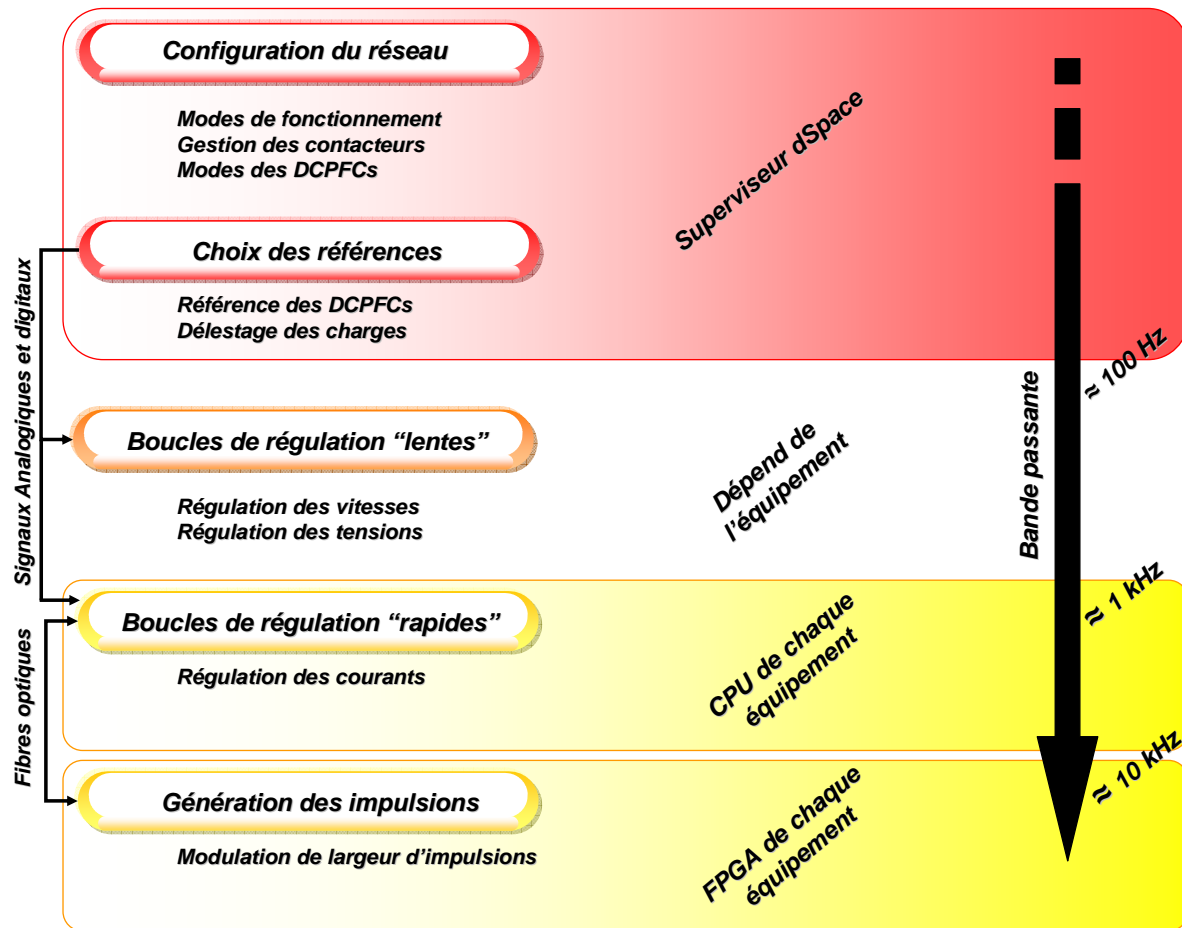 Configuration du réseau
Modes de fonctionnement
Gestion des contacteurs
Modes des DCPFCs
Superviseur dSpace
Choix des références
Référence des DCPFCs
Délestage des charges
Signaux Analogiques et digitaux
≈ 100 Hz
Bande passante
Boucles de régulation “lentes”
Régulation des vitesses
Régulation des tensions
Dépend de
l’équipement
≈ 1 kHz
Boucles de régulation “rapides”
Régulation des courants
CPU de chaque
équipement
Fibres optiques
≈ 10 kHz
Génération des impulsions
Modulation de largeur d’impulsions
FPGA de chaque
équipement